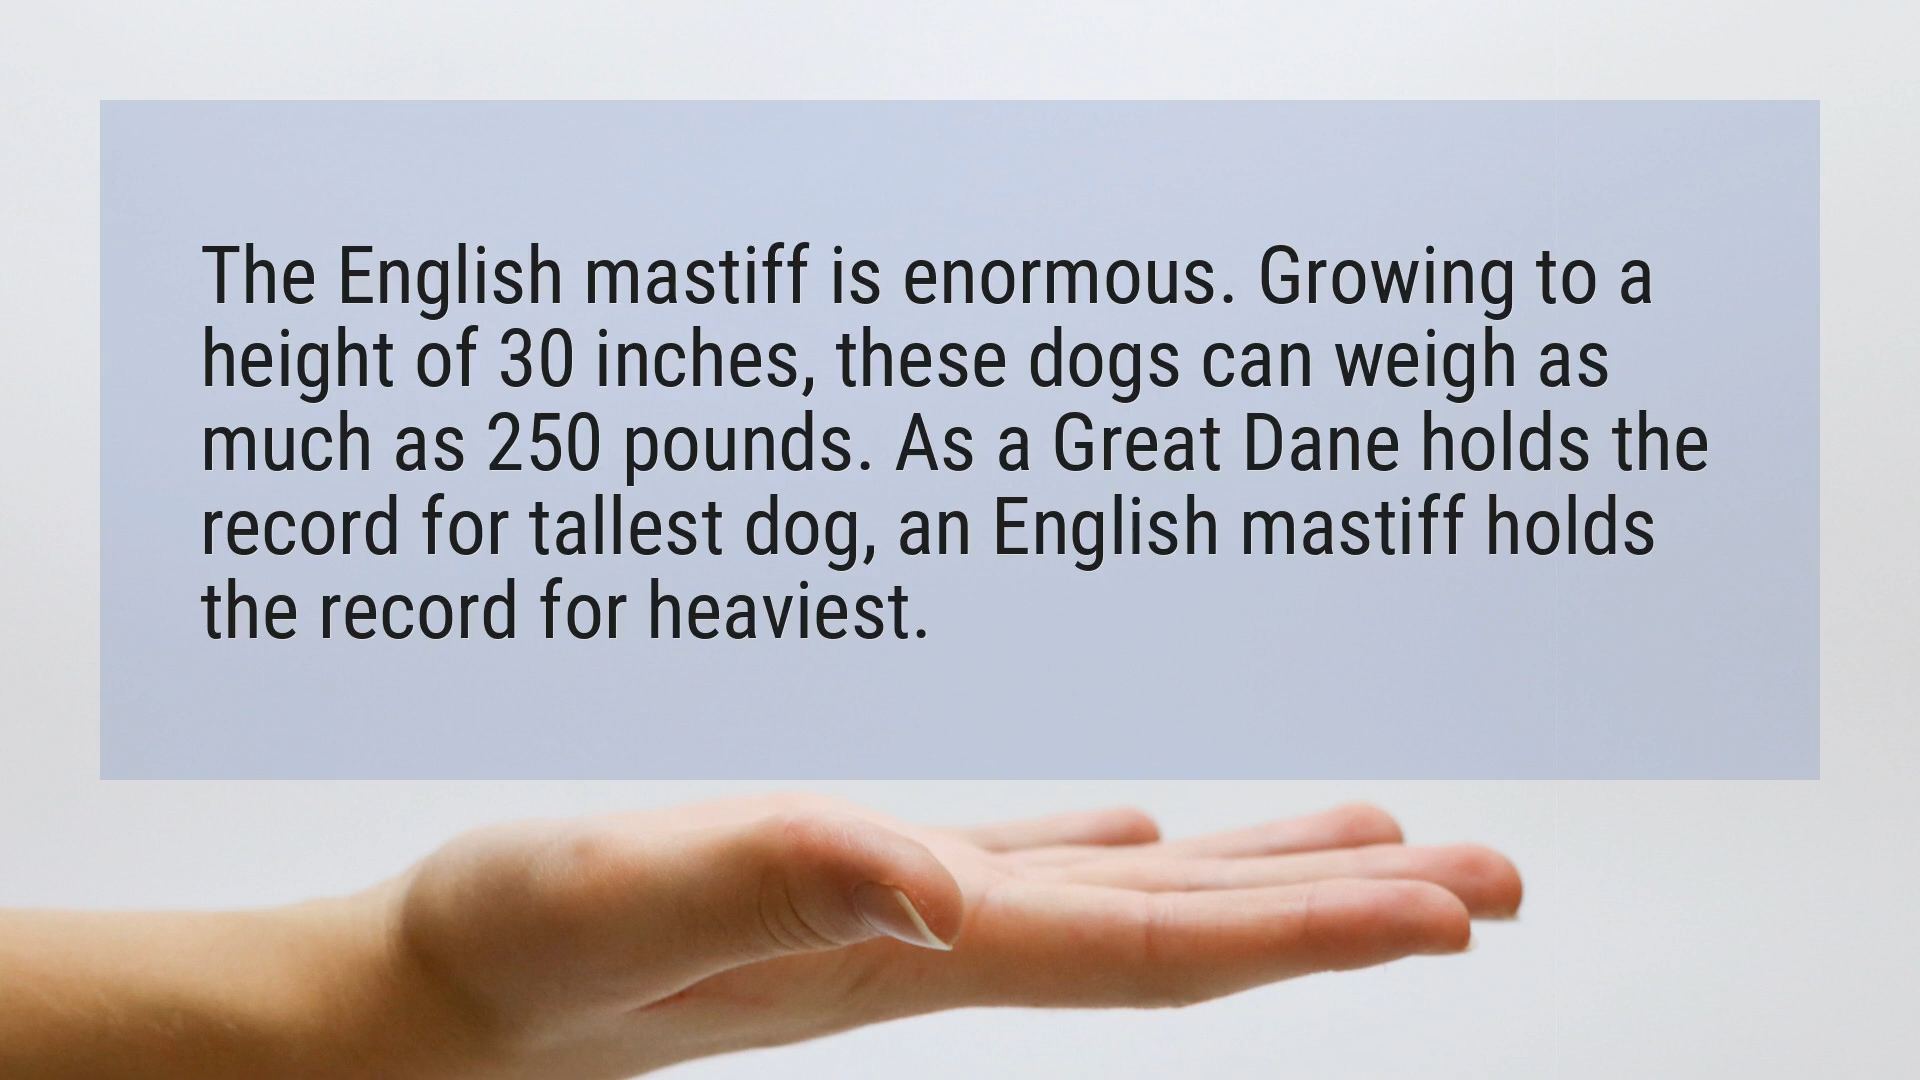 The English mastiff is enormous. Growing to a
height of 30 inches, these dogs can weigh as
much as 250 pounds. As a Great Dane holds the
record for tallest dog, an English mastiff holds
the record for heaviest.